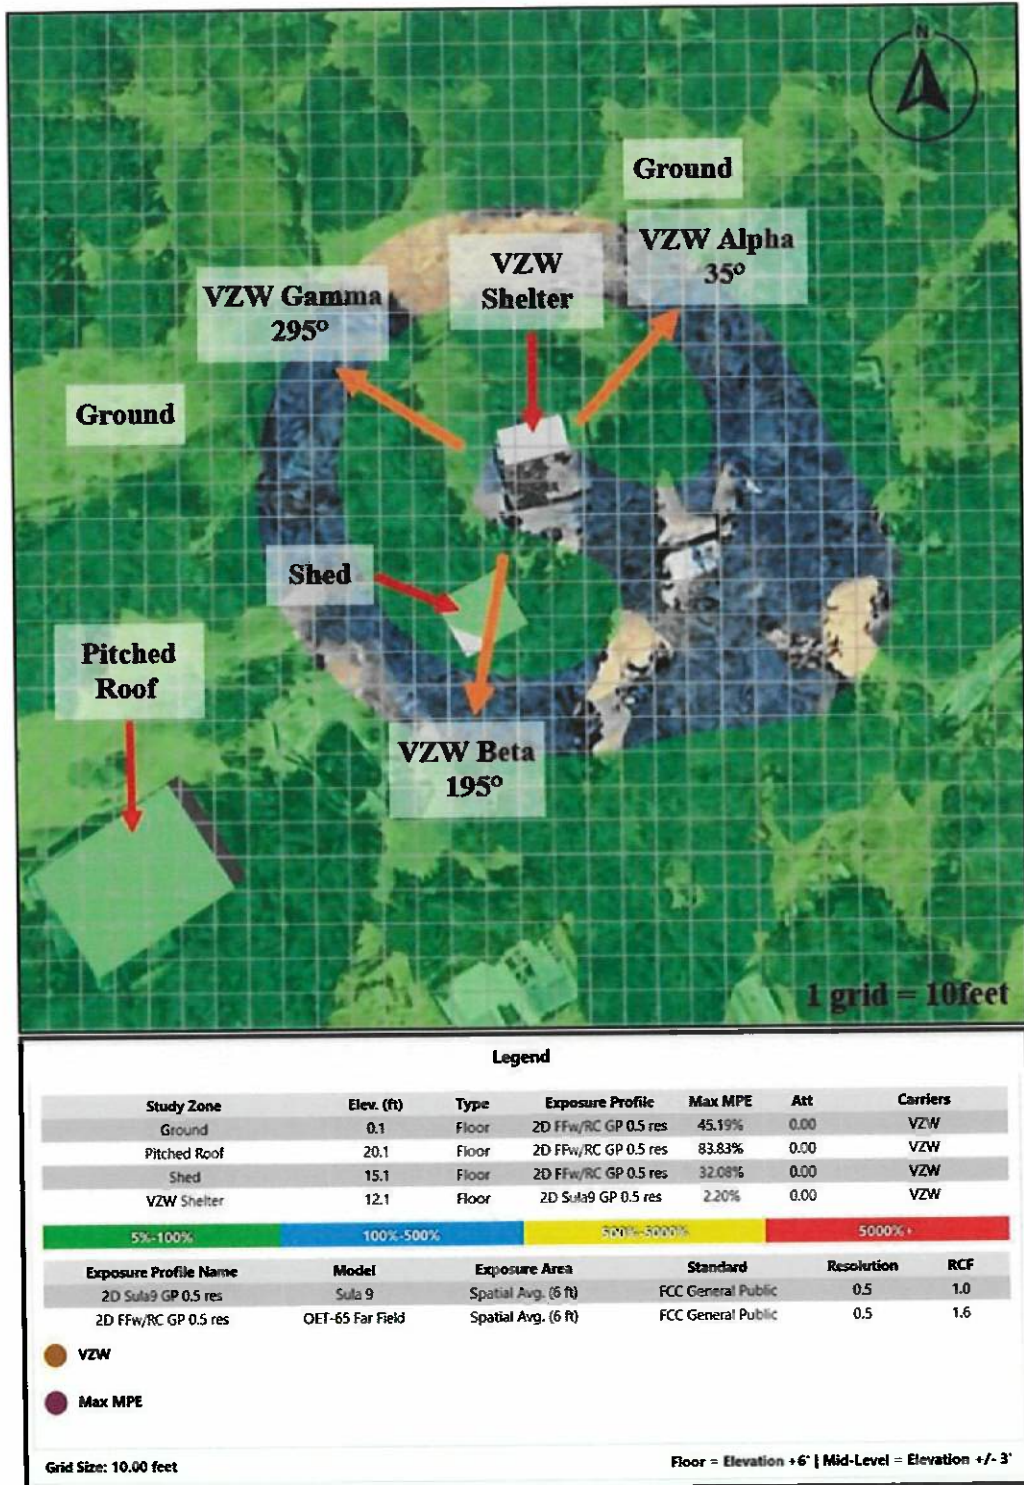 N
Ground
VZW Alpha
35º
VZW
Shelter
VZW Gamma
295º
Ground
Shed
Pitched
Roof
VZW Beta
195º
1 grid = 10feet
Legend
Study Zone Elev. (ft) Type Exposure Profile Max MPE Att Carriers
Ground 0.1 Floor 2D FFw/RC GP 0.5 res 45.19% 0.00 VZW
Pitched Roof 20.1 Floor 2D FFw/RC GP 0.5 res 83.83% 0.00 VZW
Shed 15.1 Floor 2D FFw/RC GP 0.5 res 32.08% 0.00 VZW
VZW Shelter 12.1 Floor 2D Sula9 GP 0.5 res 2.20% 0.00 VZW
5%-100% 100%-500% 500%-5000% 5000%+
Exposure Profile Name Model Exposure Area Standard Resolution RCF
2D Sula9 GP 0.5 res Sula 9 Spatial Avg. (6 ft) FCC General Public 0.5 1.0
2D FFw/RC GP 0.5 res OET-65 Far Field Spatial Avg. (6 ft) FCC General Public 0.5 1.6
VZW
Max MPE
Grid Size: 10.00 feet
Floor = Elevation +6' | Mid-Level = Elevation +/- 3'